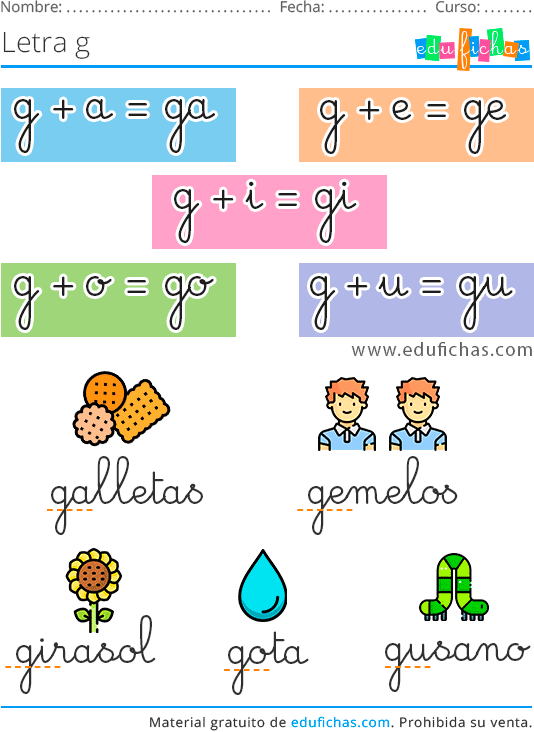 Nombre: ................................ Fecha: ............... Curso: ........
Letra g
edufichas
g + a = ga
g + e = ge
g + i = gi
g + o = go
g + u = gu
www.edufichas.com
galletas
gemelos
girasol
gota
gusano
Material gratuito de edufichas.com. Prohibida su venta.